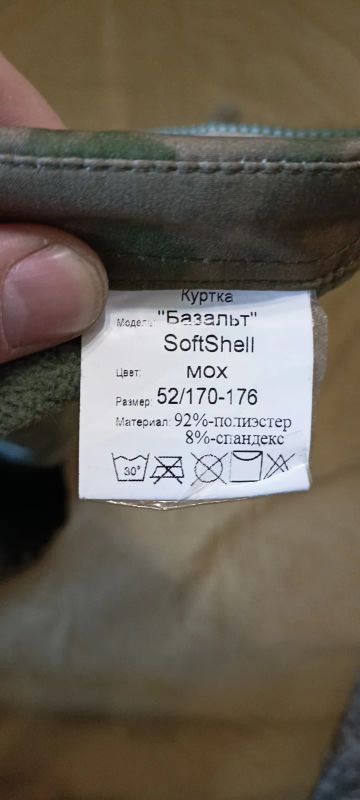 Куртка
Модель: "Базальт"
SoftShell
Цвет: мох
Размер: 52/170-176
Материал: 92%-полиэстер
8%-спандекс
30°